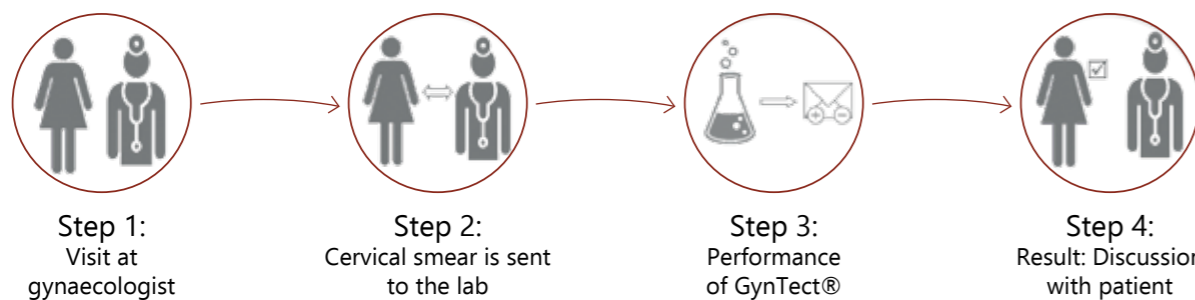 Step 1:
Visit at
gynaecologist
Step 2:
Cervical smear is sent
to the lab
Step 3:
Performance
of GynTect®
Step 4:
Result: Discussion
with patient